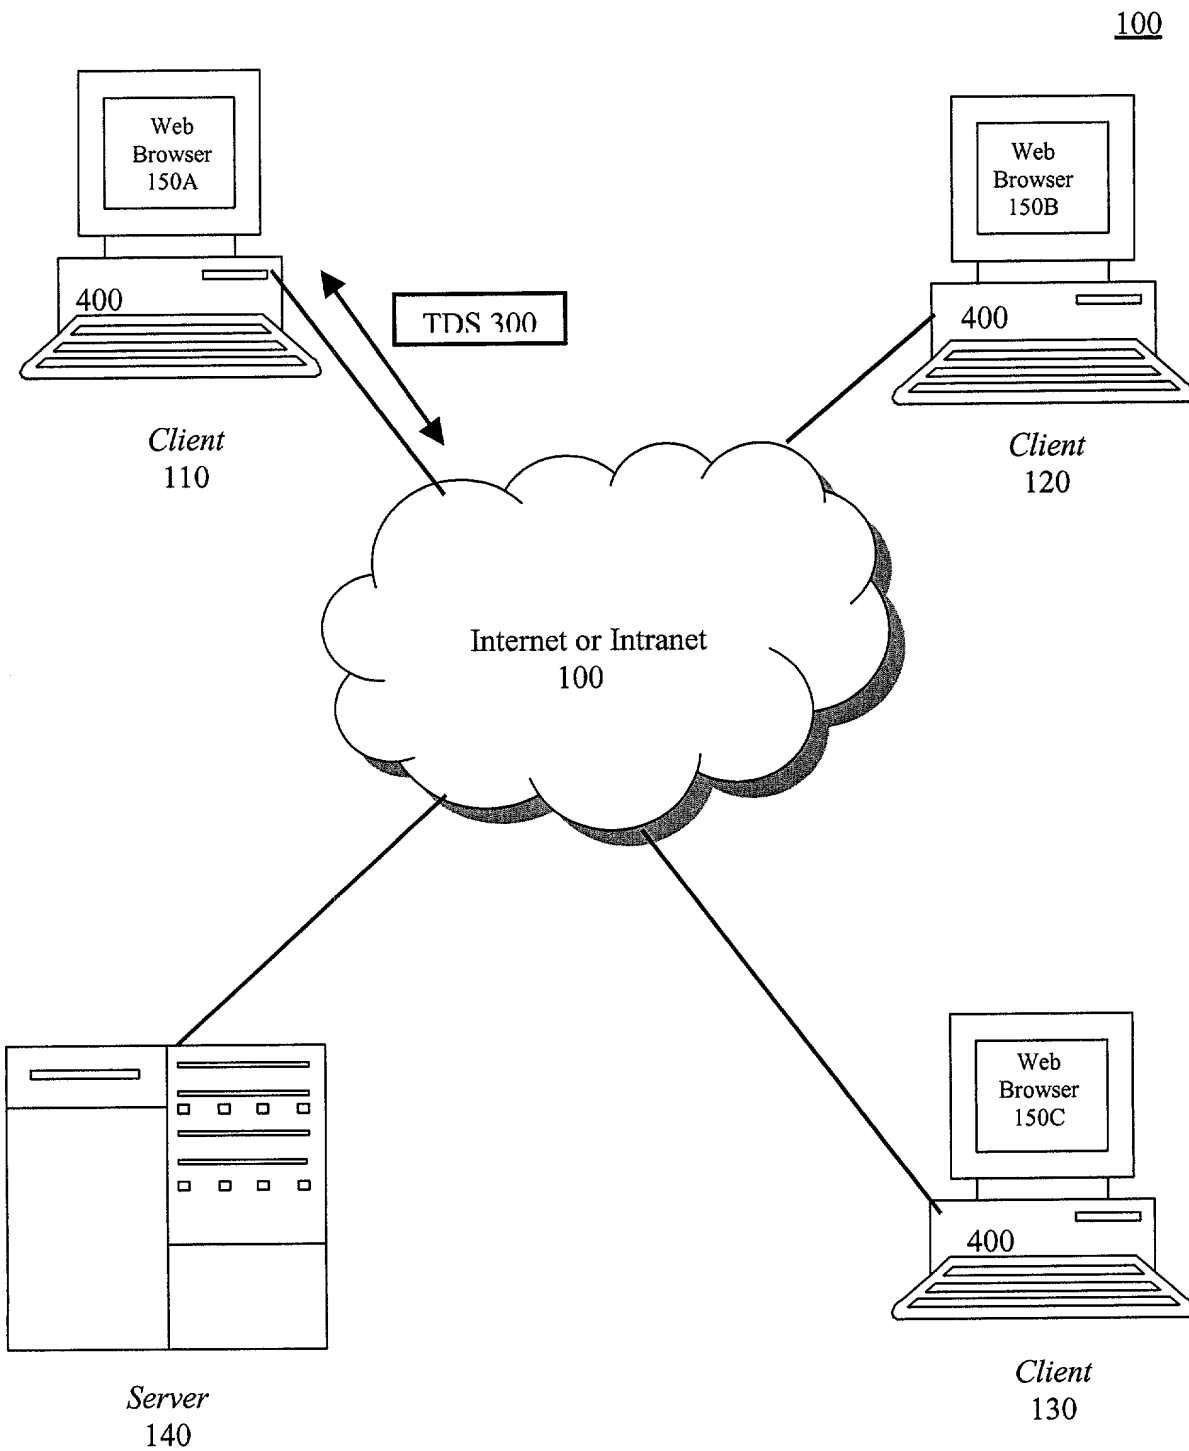 100
Web
Browser
150A
Web
Browser
150B
400
TDS 300
400
Client
110
Client
120
Internet or Intranet
100
Web
Browser
150C
400
Client
130
Server
140